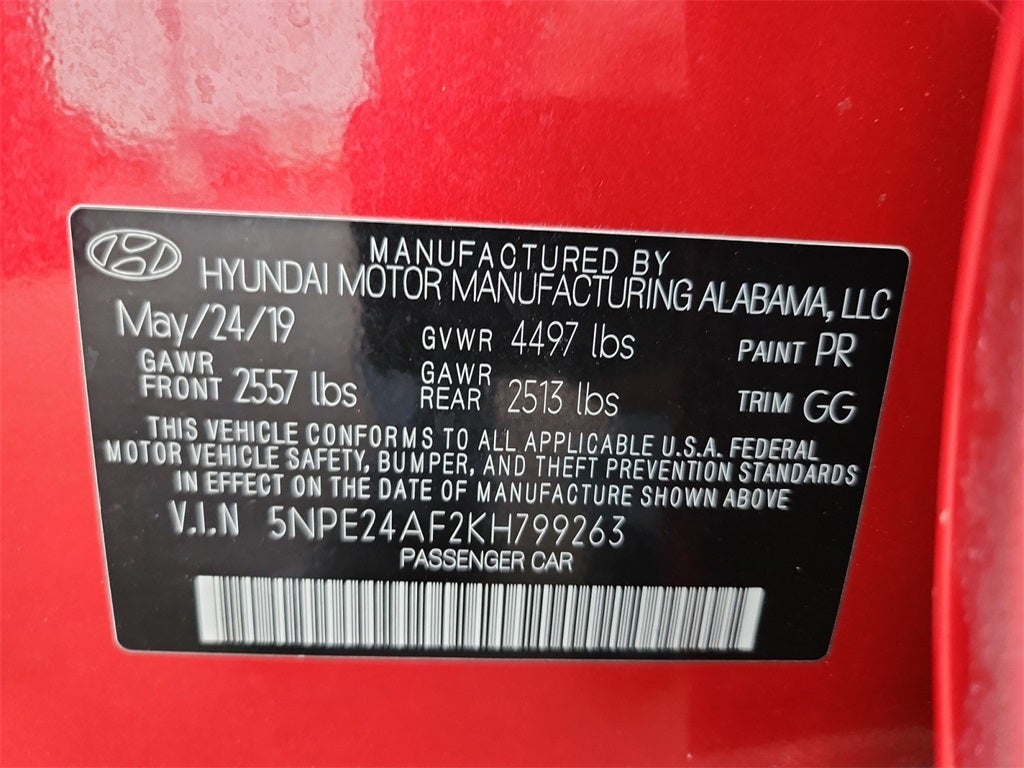 MANUFACTURED BY
HYUNDAI MOTOR MANUFACTURING ALABAMA, LLC
May/24/19 GVWR 4497 lbs PAINT PR
GAWR FRONT 2557 lbs GAWR REAR 2513 lbs TRIM GG
THIS VEHICLE CONFORMS TO ALL APPLICABLE U.S.A. FEDERAL
MOTOR VEHICLE SAFETY, BUMPER, AND THEFT PREVENTION STANDARDS
IN EFFECT ON THE DATE OF MANUFACTURE SHOWN ABOVE
V.I.N 5NPE24AF2KH799263
PASSENGER CAR